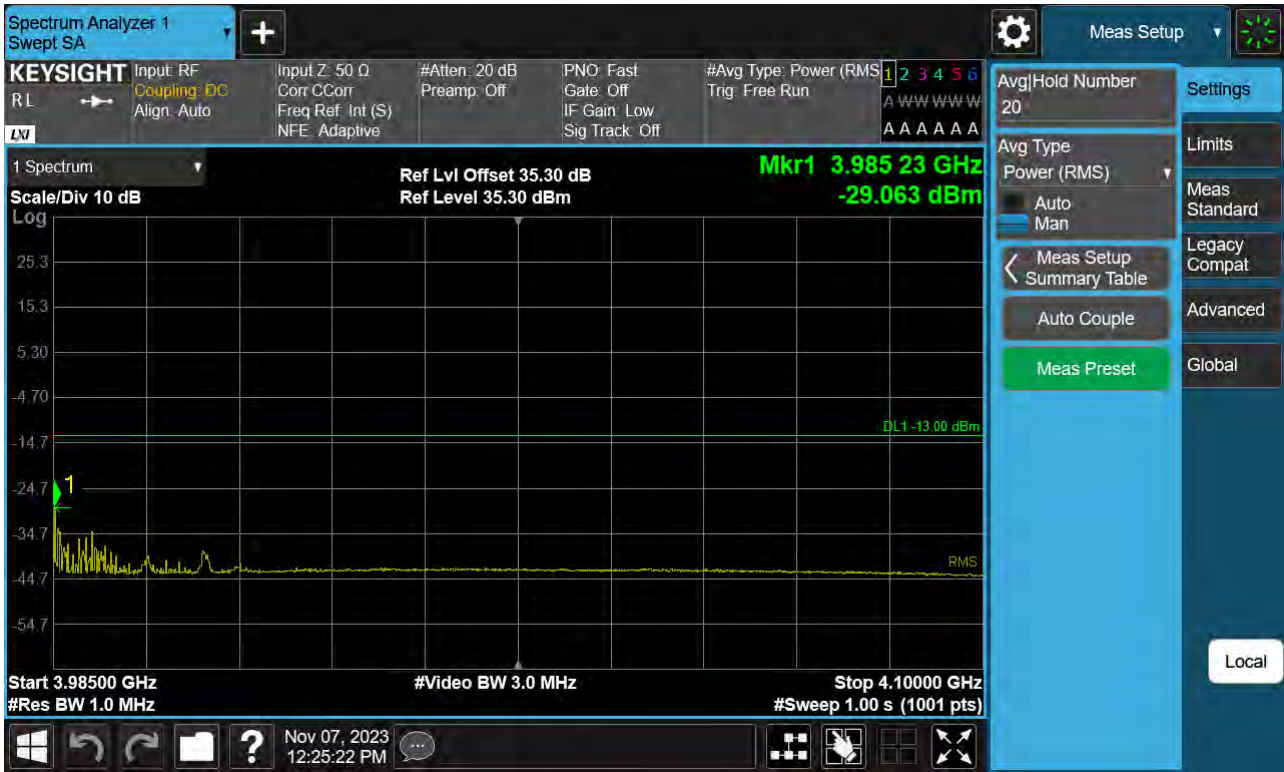 Spectrum Analyzer 1
Swept SA
+
Meas Setup
KEYSIGHT
RL
LXI
Input: RF
Coupling: DC
Align: Auto
Input Z: 50 Ω
Corr CCorr
Freq Ref: Int (S)
NFE: Adaptive
#Atten: 20 dB
Preamp: Off
PNO: Fast
Gate: Off
IF Gain: Low
Sig Track: Off
#Avg Type: Power (RMS
Trig: Free Run
1 2 3 4 5 6
A W W W W W
A A A A A A
1 Spectrum
Scale/Div 10 dB
Ref Lvl Offset 35.30 dB
Ref Level 35.30 dBm
Mkr1 3.985 23 GHz
-29.063 dBm
Log
25.3
15.3
5.30
-4.70
-14.7
-24.7
-34.7
-44.7
-54.7
DL1 -13.00 dBm
1
RMS
Start 3.98500 GHz
#Video BW 3.0 MHz
Stop 4.10000 GHz
#Res BW 1.0 MHz
#Sweep 1.00 s (1001 pts)
Avg|Hold Number
20
Avg Type
Power (RMS)
Auto
Man
Meas Setup
Summary Table
Auto Couple
Meas Preset
Settings
Limits
Meas
Standard
Legacy
Compat
Advanced
Global
Local
?
Nov 07, 2023
12:25:22 PM